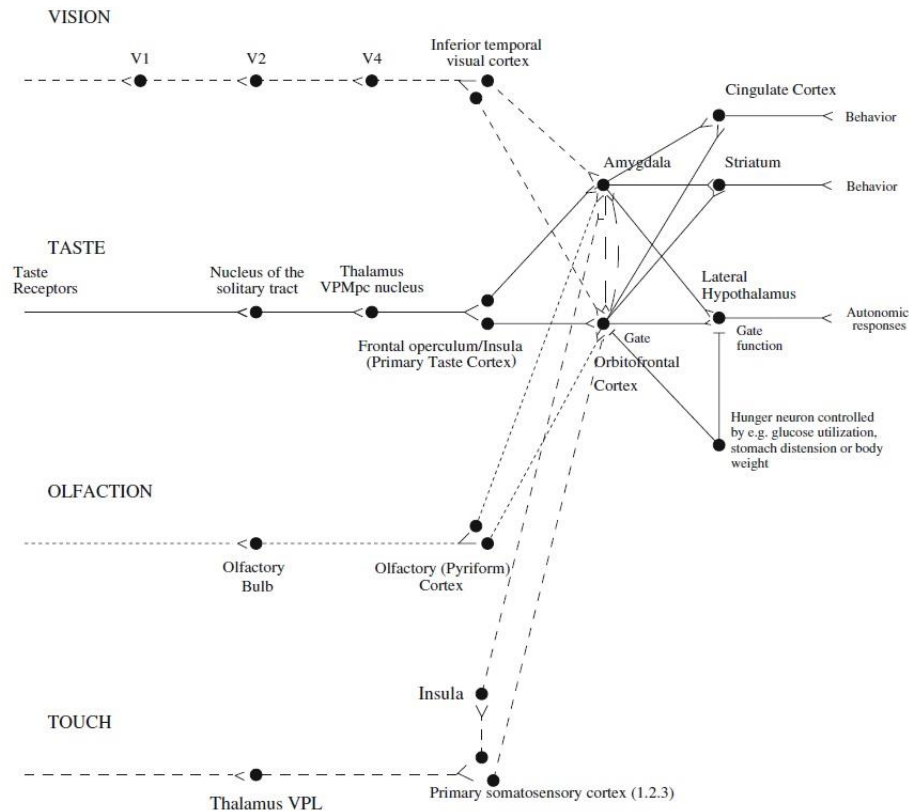 VISION
V1
V2
V4
Inferior temporal
visual cortex
Cingulate Cortex
Behavior
Amygdala
Striatum
Behavior
TASTE
Taste
Receptors
Nucleus of the
solitary tract
Thalamus
VPMpc nucleus
Lateral
Hypothalamus
Autonomic
responses
Frontal operculum/Insula
(Primary Taste Cortex)
Gate
Orbitofrontal
Cortex
Gate
function
Hunger neuron controlled
by e.g. glucose utilization,
stomach distension or body
weight
OLFACTION
Olfactory
Bulb
Olfactory (Pyriform)
Cortex
Insula
TOUCH
Thalamus VPL
Primary somatosensory cortex (1.2.3)